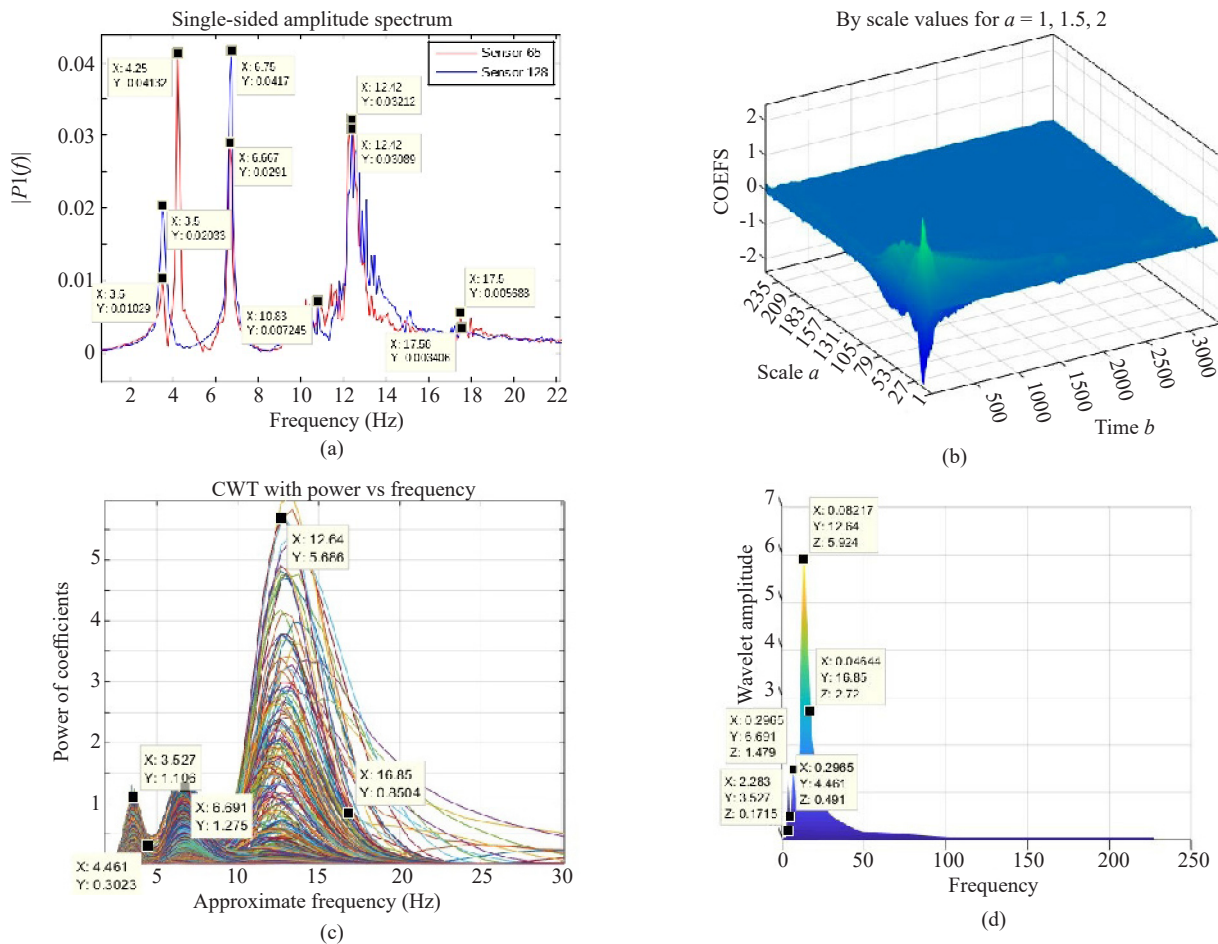 Single-sided amplitude spectrum
|P1(f)|
0.04
0.03
0.02
0.01
0
Sensor 65
Sensor 128
X: 4.25
Y: 0.04132
X: 6.75
Y: 0.0417
X: 12.42
Y: 0.03212
X: 12.42
Y: 0.03089
X: 6.667
Y: 0.0291
X: 3.5
Y: 0.02033
X: 3.5
Y: 0.01029
X: 10.83
Y: 0.007245
X: 17.5
Y: 0.005688
X: 17.56
Y: 0.003406
2 4 6 8 10 12 14 16 18 20 22
Frequency (Hz)
(a)
By scale values for a = 1, 1.5, 2
COEFS
2
1
0
-1
-2
235
209
183
157
131
105
79
53
27
1
Scale a
500
1000
1500
2000
2500
3000
Time b
(b)
CWT with power vs frequency
Power of coefficients
5
4
3
2
1
X: 12.64
Y: 5.686
X: 3.527
Y: 1.106
X: 6.691
Y: 1.275
X: 16.85
Y: 0.8504
X: 4.461
Y: 0.3023
5 10 15 20 25 30
Approximate frequency (Hz)
(c)
Wavelet amplitude
7
6
5
4
3
2
1
0
X: 0.08217
Y: 12.64
Z: 5.924
X: 0.04644
Y: 16.85
Z: 2.72
X: 0.2965
Y: 6.691
Z: 1.479
X: 0.2965
Y: 4.461
Z: 0.491
X: 2.283
Y: 3.527
Z: 0.1715
0 50 100 150 200 250
Frequency
(d)